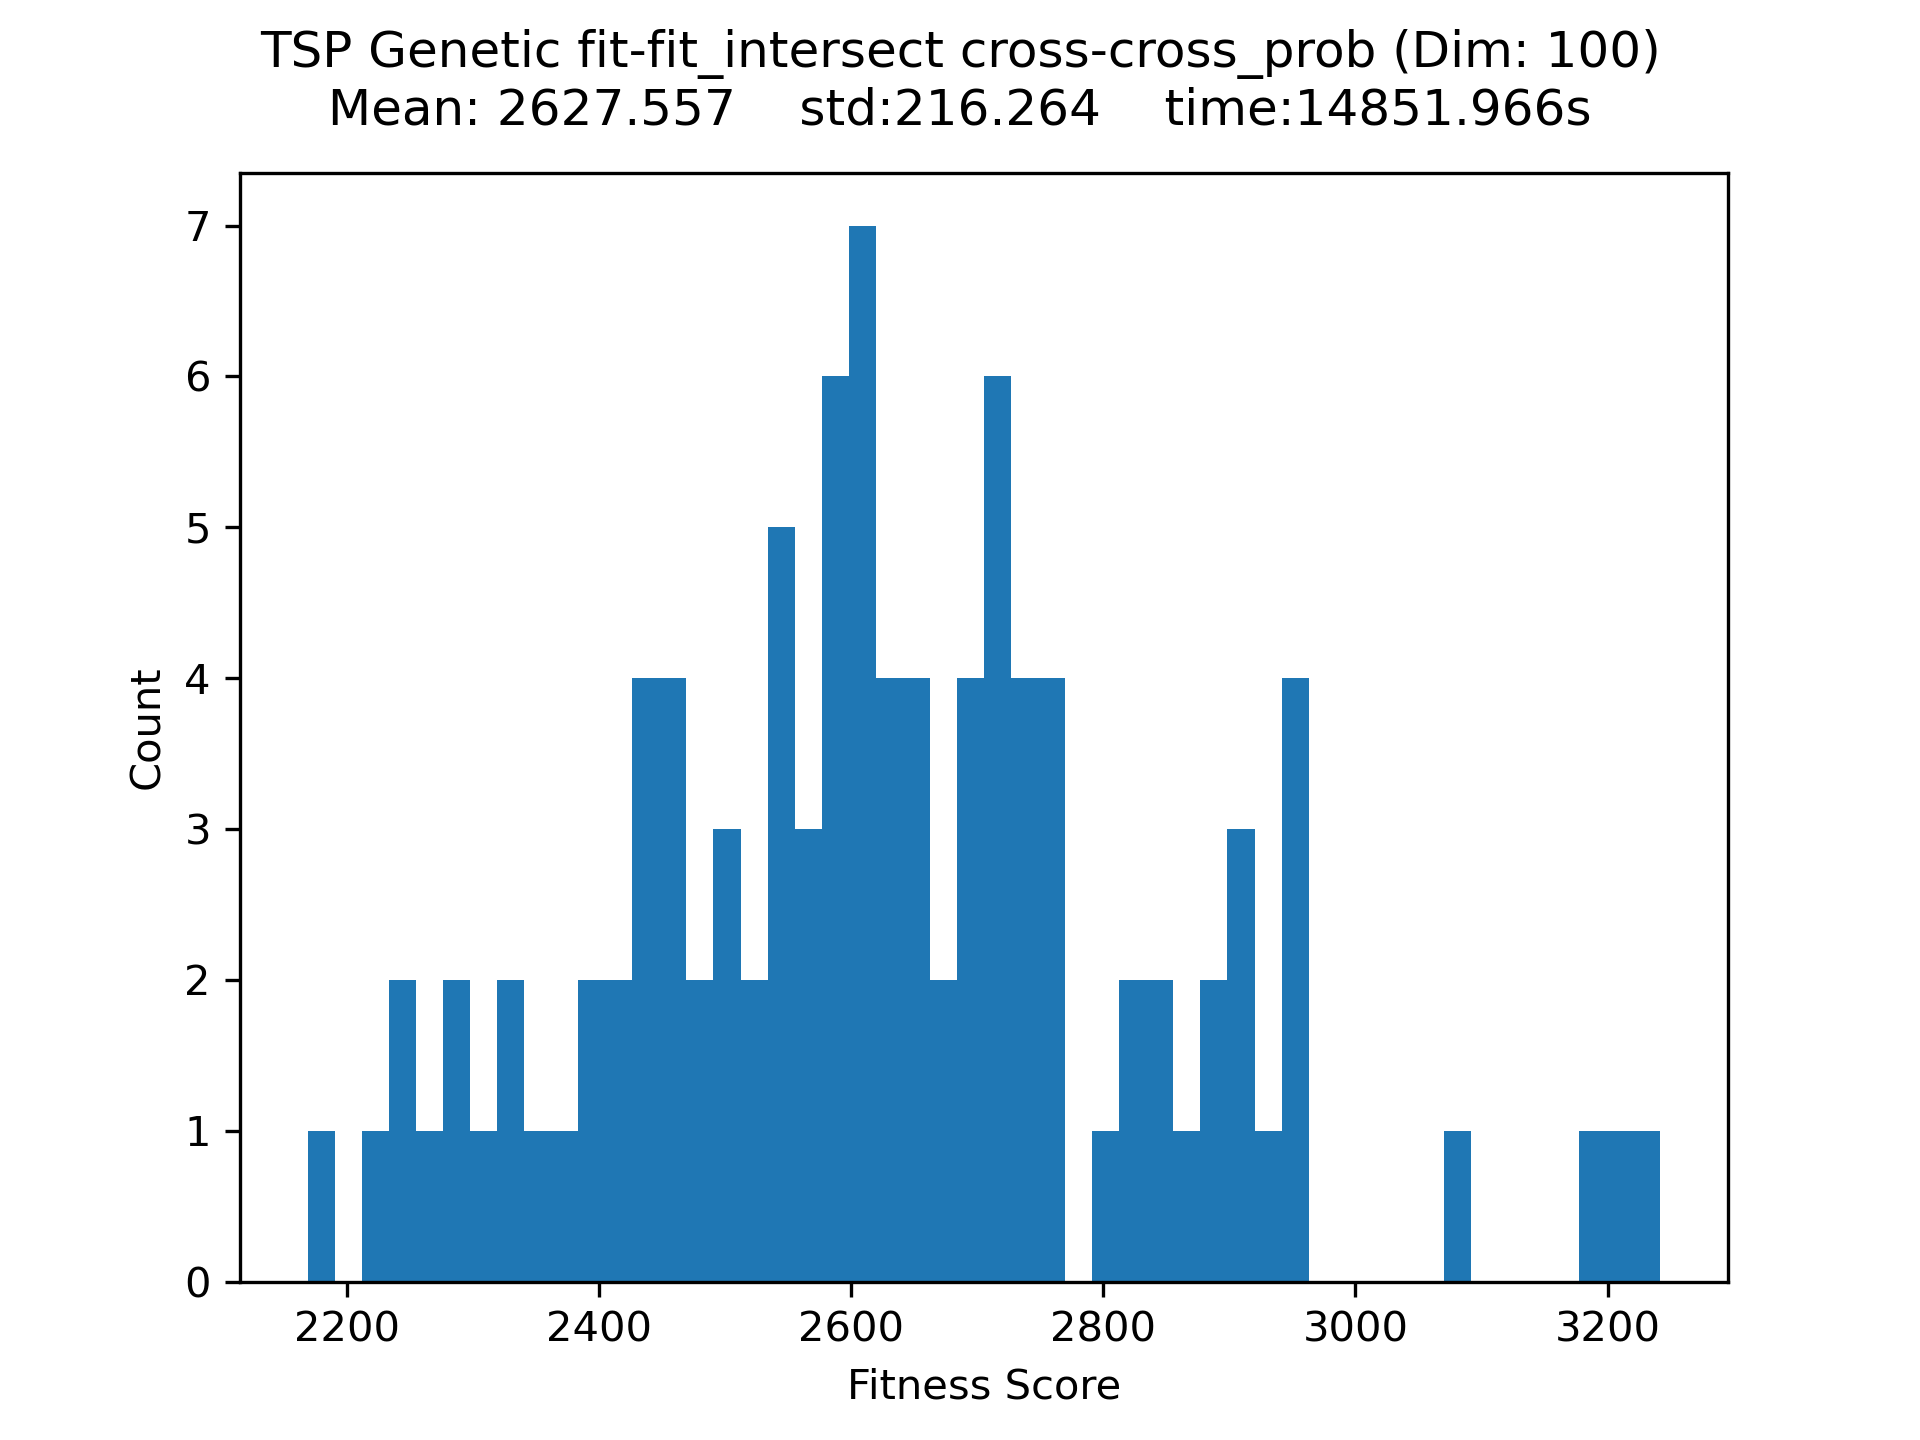 TSP Genetic fit-fit_intersect cross-cross_prob (Dim: 100)
Mean: 2627.557 std:216.264 time:14851.966s
7
6
5
4
3
2
1
0
Count
2200 2400 2600 2800 3000 3200
Fitness Score